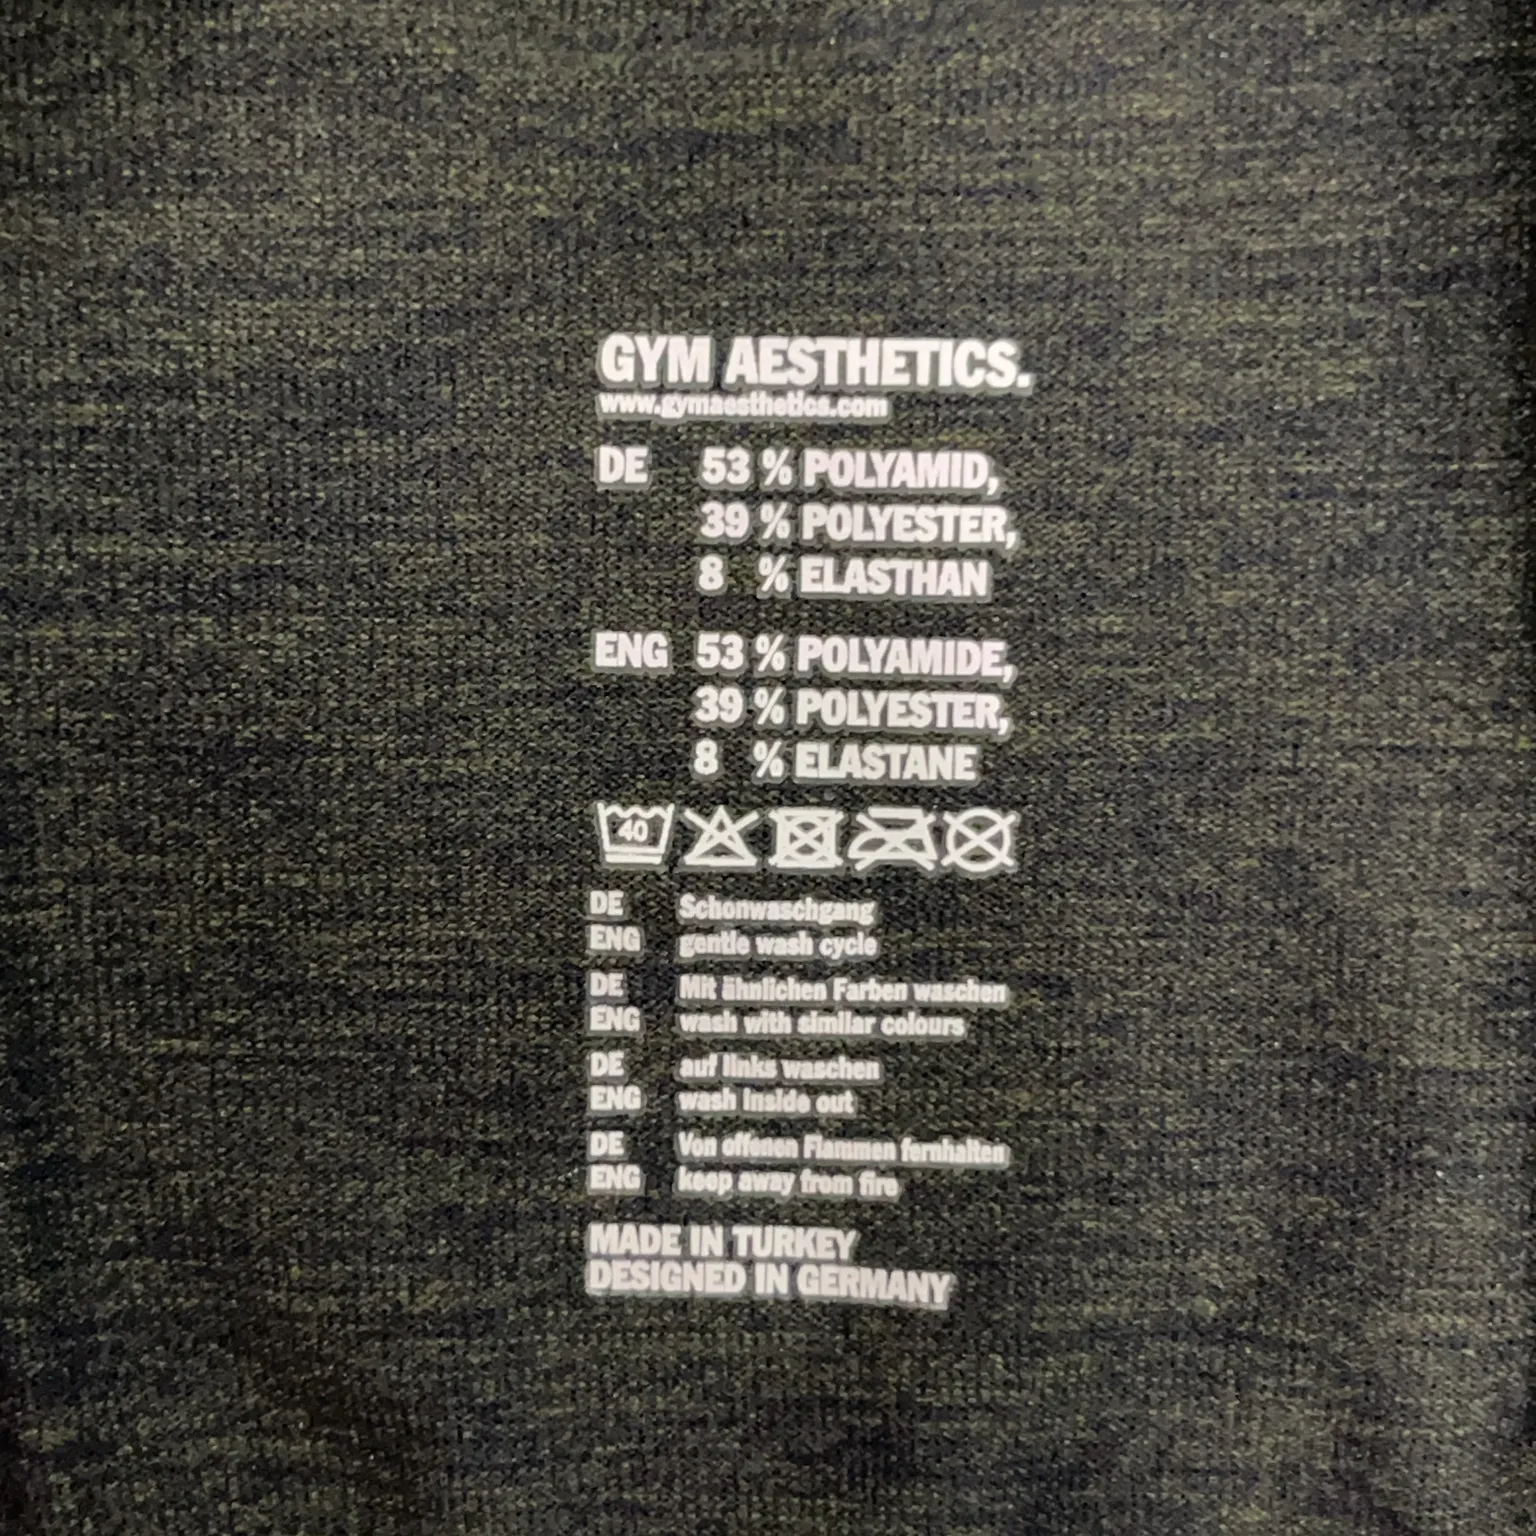 GYM AESTHETICS.
www.gymaesthetics.com
DE 53 % POLYAMID,
39 % POLYESTER,
8 % ELASTHAN
ENG 53 % POLYAMIDE,
39 % POLYESTER,
8 % ELASTANE
40
DE Schonwaschgang
ENG gentle wash cycle
DE Mit ähnlichen Farben waschen
ENG wash with similar colours
DE auf links waschen
ENG wash inside out
DE Von offenen Flammen fernhalten
ENG keep away from fire
MADE IN TURKEY
DESIGNED IN GERMANY